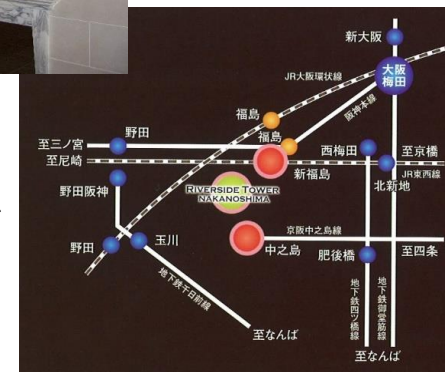 新大阪
大阪
梅田
JR大阪環状線
阪神本線
福島
福島
野田
至三ノ宮
至尼崎
西梅田
至京橋
新福島
JR東西線
北新地
野田阪神
RIVERSIDE TOWER
NAKANOSHIMA
京阪中之島線
野田
玉川
中之島
肥後橋
至四条
地下鉄千日前線
地下鉄四ツ橋線
地下鉄御堂筋線
至なんば
至なんば